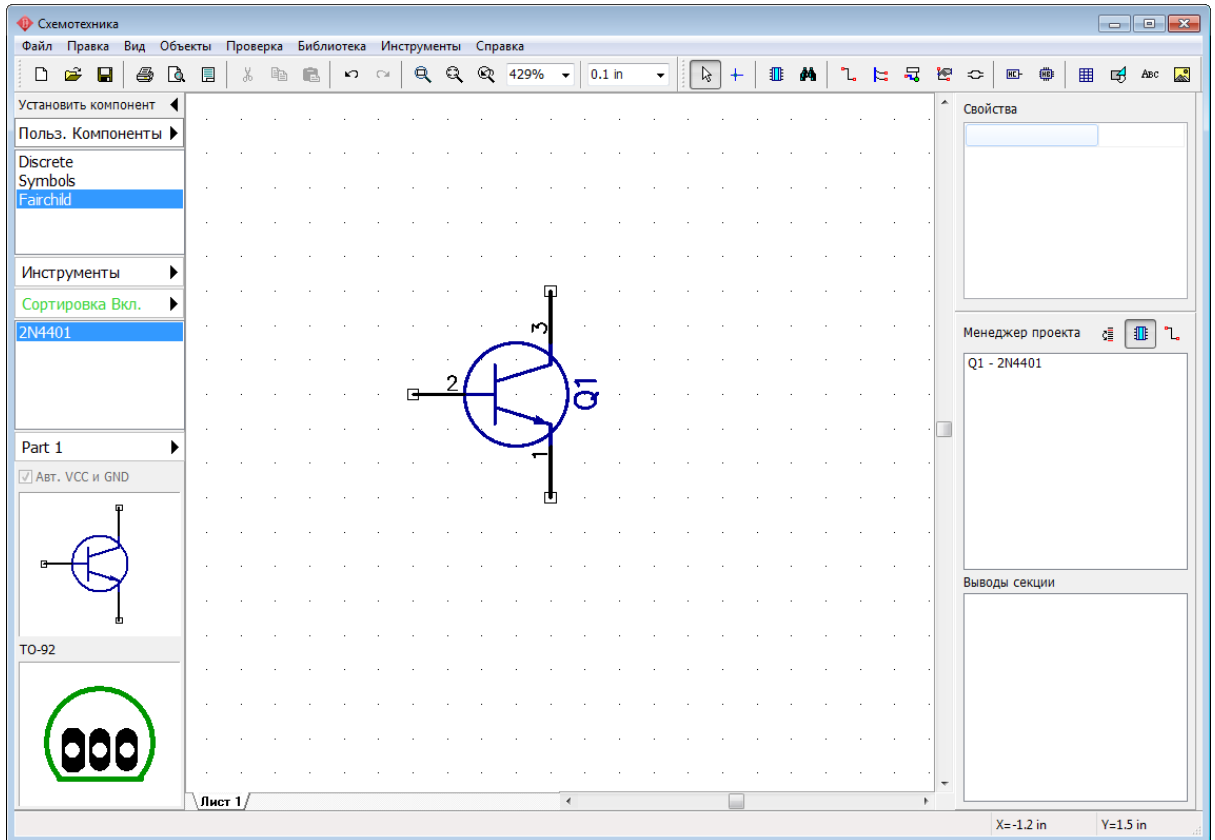 Схемотехника
Файл Правка Вид Объекты Проверка Библиотека Инструменты Справка
429% 0.1 in ABC
Установить компонент
Польз. Компоненты
Discrete
Symbols
Fairchild
Инструменты
Сортировка Вкл.
2N4401
Part 1
Авт. VCC и GND
TO-92
3
2
Q1
1
Лист 1
Свойства
Менеджер проекта
Q1 - 2N4401
Выводы секции
X=-1.2 in Y=1.5 in